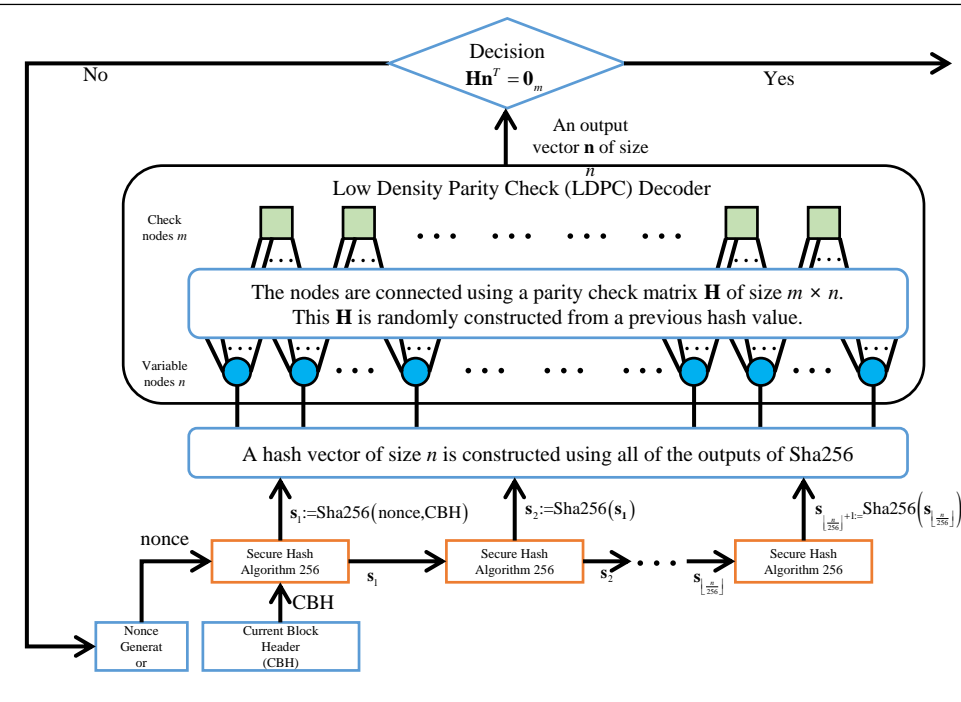 Decision
Hn^T = 0_m
No
Yes
An output
vector n of size
n
Low Density Parity Check (LDPC) Decoder
Check
nodes m
The nodes are connected using a parity check matrix H of size m × n.
This H is randomly constructed from a previous hash value.
Variable
nodes n
A hash vector of size n is constructed using all of the outputs of Sha256
s_1:=Sha256(nonce,CBH)
s_2:=Sha256(s_1)
s_{⌊n/256⌋+1}:=Sha256(s_{⌊n/256⌋})
nonce
Secure Hash
Algorithm 256
s_1
Secure Hash
Algorithm 256
s_2
s_{⌊n/256⌋}
Secure Hash
Algorithm 256
CBH
Nonce
Generat
or
Current Block
Header
(CBH)